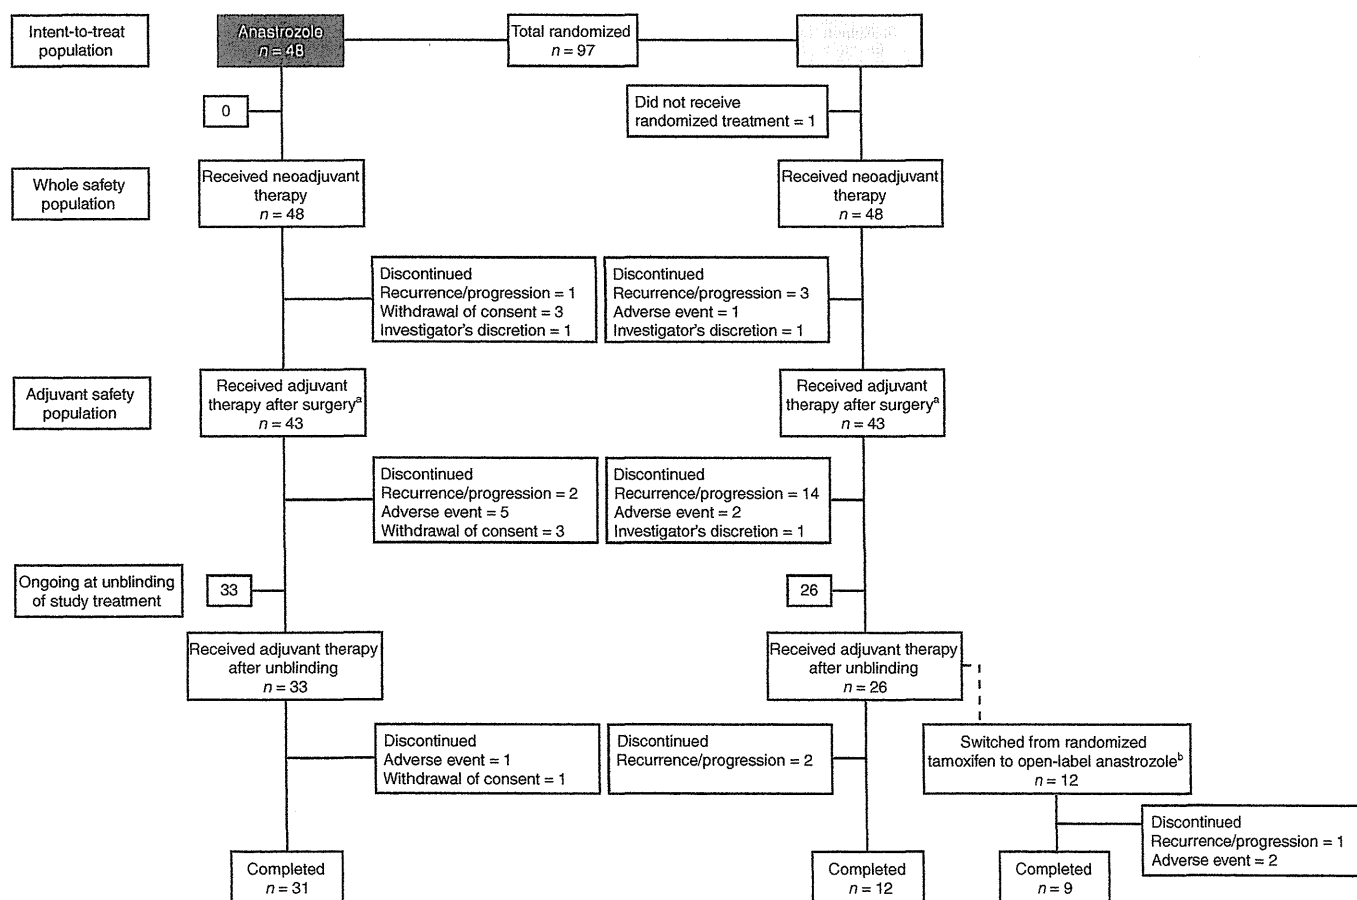 Intent-to-treat
population
Anastrozole
n = 48
Total randomized
n = 97
0
Did not receive
randomized treatment = 1
Whole safety
population
Received neoadjuvant
therapy
n = 48
Received neoadjuvant
therapy
n = 48
Discontinued
Recurrence/progression = 1
Withdrawal of consent = 3
Investigator's discretion = 1
Discontinued
Recurrence/progression = 3
Adverse event = 1
Investigator's discretion = 1
Adjuvant safety
population
Received adjuvant
therapy after surgeryᵃ
n = 43
Received adjuvant
therapy after surgeryᵃ
n = 43
Discontinued
Recurrence/progression = 2
Adverse event = 5
Withdrawal of consent = 3
Discontinued
Recurrence/progression = 14
Adverse event = 2
Investigator's discretion = 1
Ongoing at unblinding
of study treatment
33
26
Received adjuvant therapy
after unblinding
n = 33
Received adjuvant therapy
after unblinding
n = 26
Discontinued
Adverse event = 1
Withdrawal of consent = 1
Discontinued
Recurrence/progression = 2
Switched from randomized
tamoxifen to open-label anastrozoleᵇ
n = 12
Discontinued
Recurrence/progression = 1
Adverse event = 2
Completed
n = 31
Completed
n = 12
Completed
n = 9